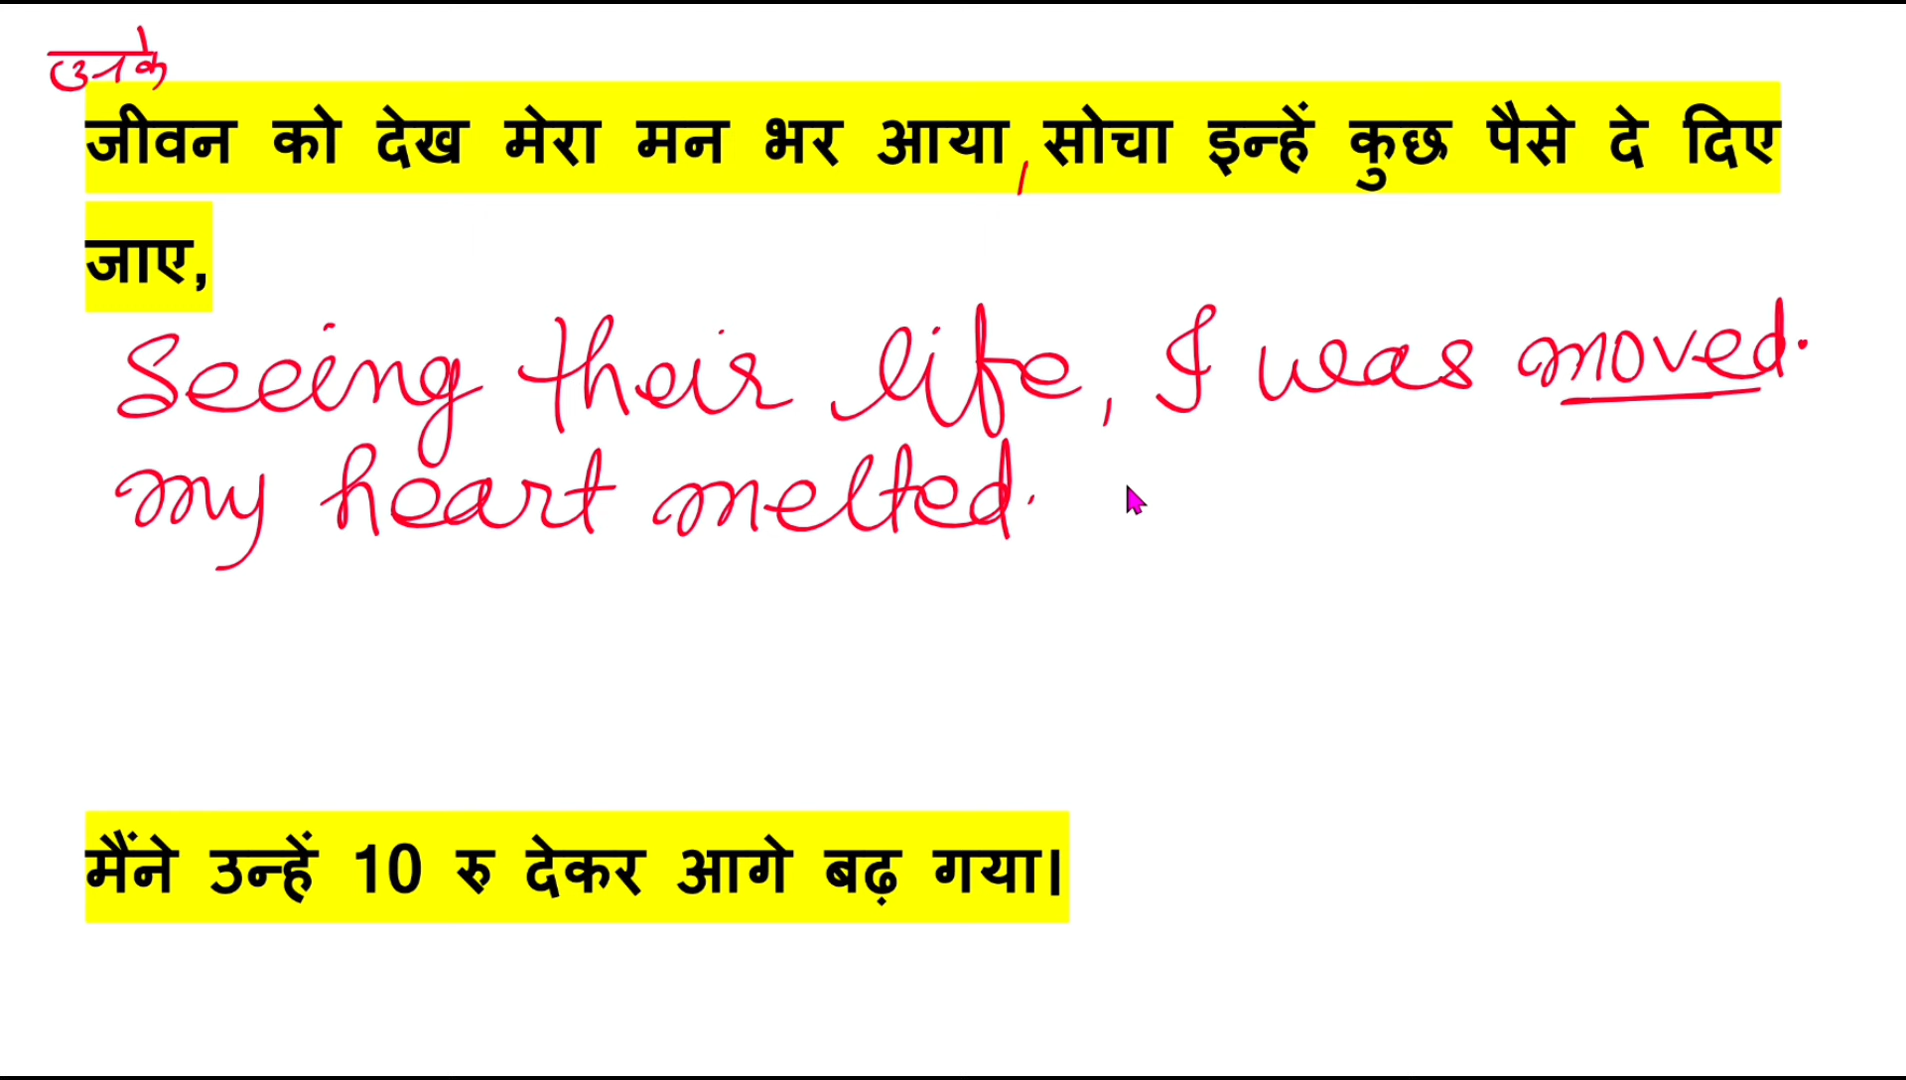 उनके
जीवन को देख मेरा मन भर आया, सोचा इन्हें कुछ पैसे दे दिए
जाए,
Seeing their life, I was moved.
my heart melted.
मैंने उन्हें 10 रु देकर आगे बढ़ गया।